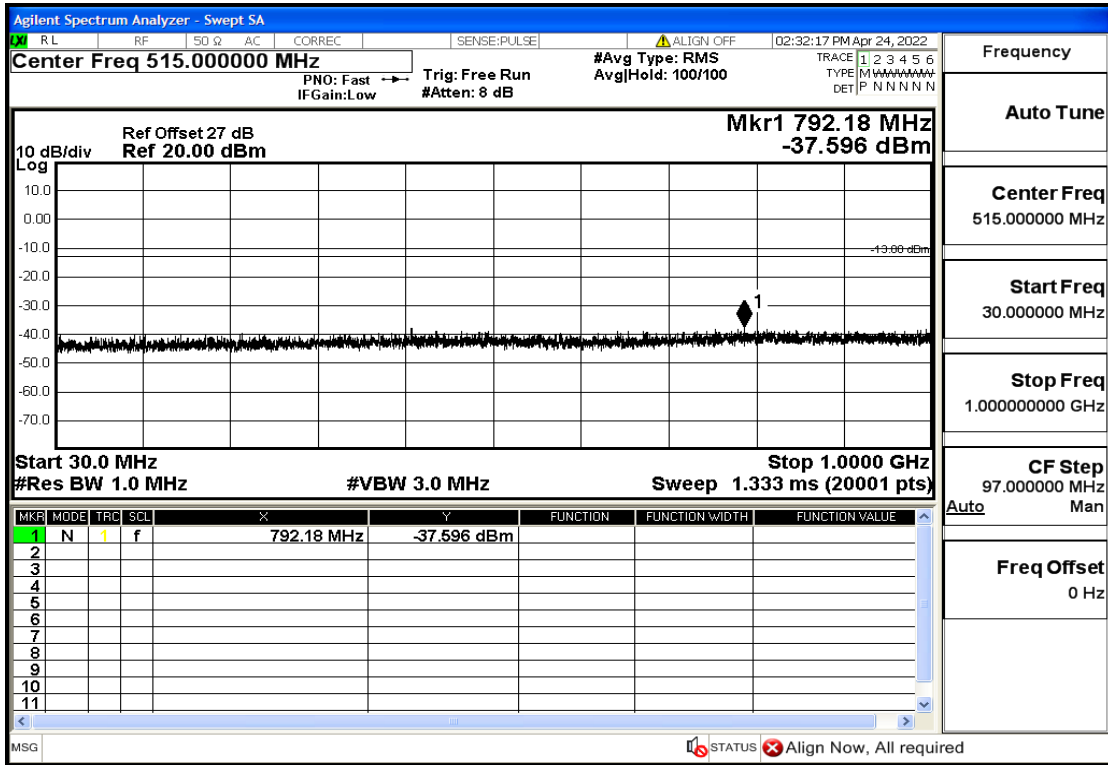 Agilent Spectrum Analyzer - Swept SA
LXI RL RF 50 Ω AC CORREC SENSE:PULSE ALIGN OFF 02:32:17 PM Apr 24, 2022
Center Freq 515.000000 MHz
PNO: Fast
IFGain:Low
Trig: Free Run
#Atten: 8 dB
#Avg Type: RMS
Avg|Hold: 100/100
TRACE 1 2 3 4 5 6
TYPE M WWWWW
DET P N N N N N
Ref Offset 27 dB
Ref 20.00 dBm
10 dB/div
Log
Mkr1 792.18 MHz
-37.596 dBm
10.0
0.00
-10.0
-13.00 dBm
-20.0
-30.0
1
-40.0
-50.0
-60.0
-70.0
Start 30.0 MHz Stop 1.0000 GHz
#Res BW 1.0 MHz #VBW 3.0 MHz Sweep 1.333 ms (20001 pts)
MKR MODE TRC SCL X Y FUNCTION FUNCTION WIDTH FUNCTION VALUE
1 N 1 f 792.18 MHz -37.596 dBm
2
3
4
5
6
7
8
9
10
11
MSG STATUS Align Now, All required
Frequency
Auto Tune
Center Freq
515.000000 MHz
Start Freq
30.000000 MHz
Stop Freq
1.000000000 GHz
CF Step
97.000000 MHz
Auto Man
Freq Offset
0 Hz